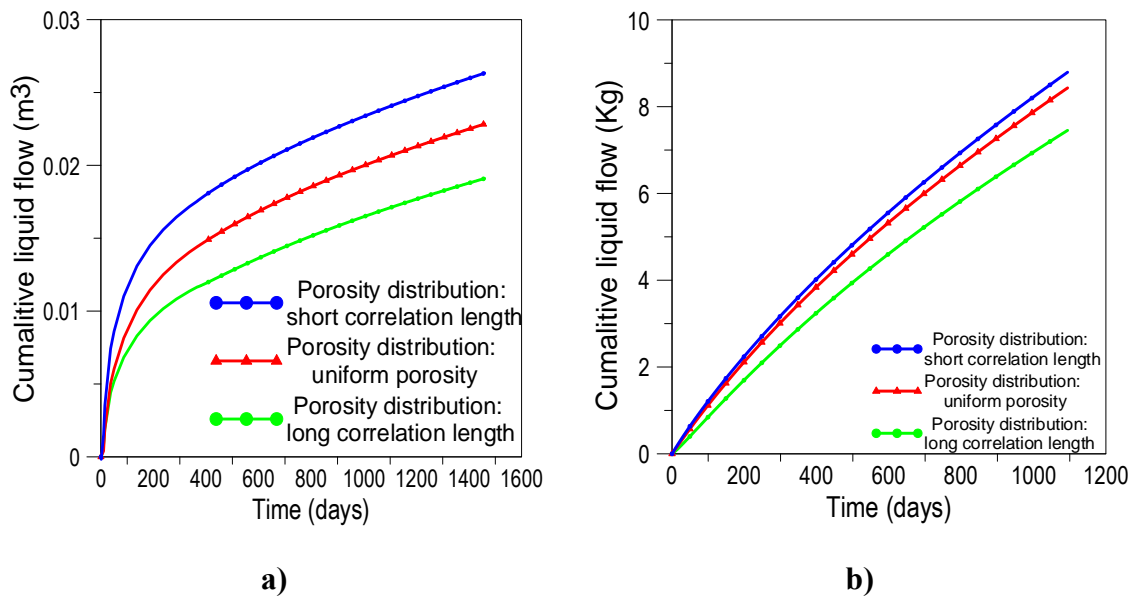 0.03
0.02
0.01
0
Cumalitive liquid flow (m3)
Porosity distribution:
short correlation length
Porosity distribution:
uniform porosity
Porosity distribution:
long correlation length
0 200 400 600 800 1000 1200 1400 1600
Time (days)
a)
10
8
6
4
2
0
Cumalitive liquid flow (Kg)
Porosity distribution:
short correlation length
Porosity distribution:
uniform porosity
Porosity distribution:
long correlation length
0 200 400 600 800 1000 1200
Time (days)
b)